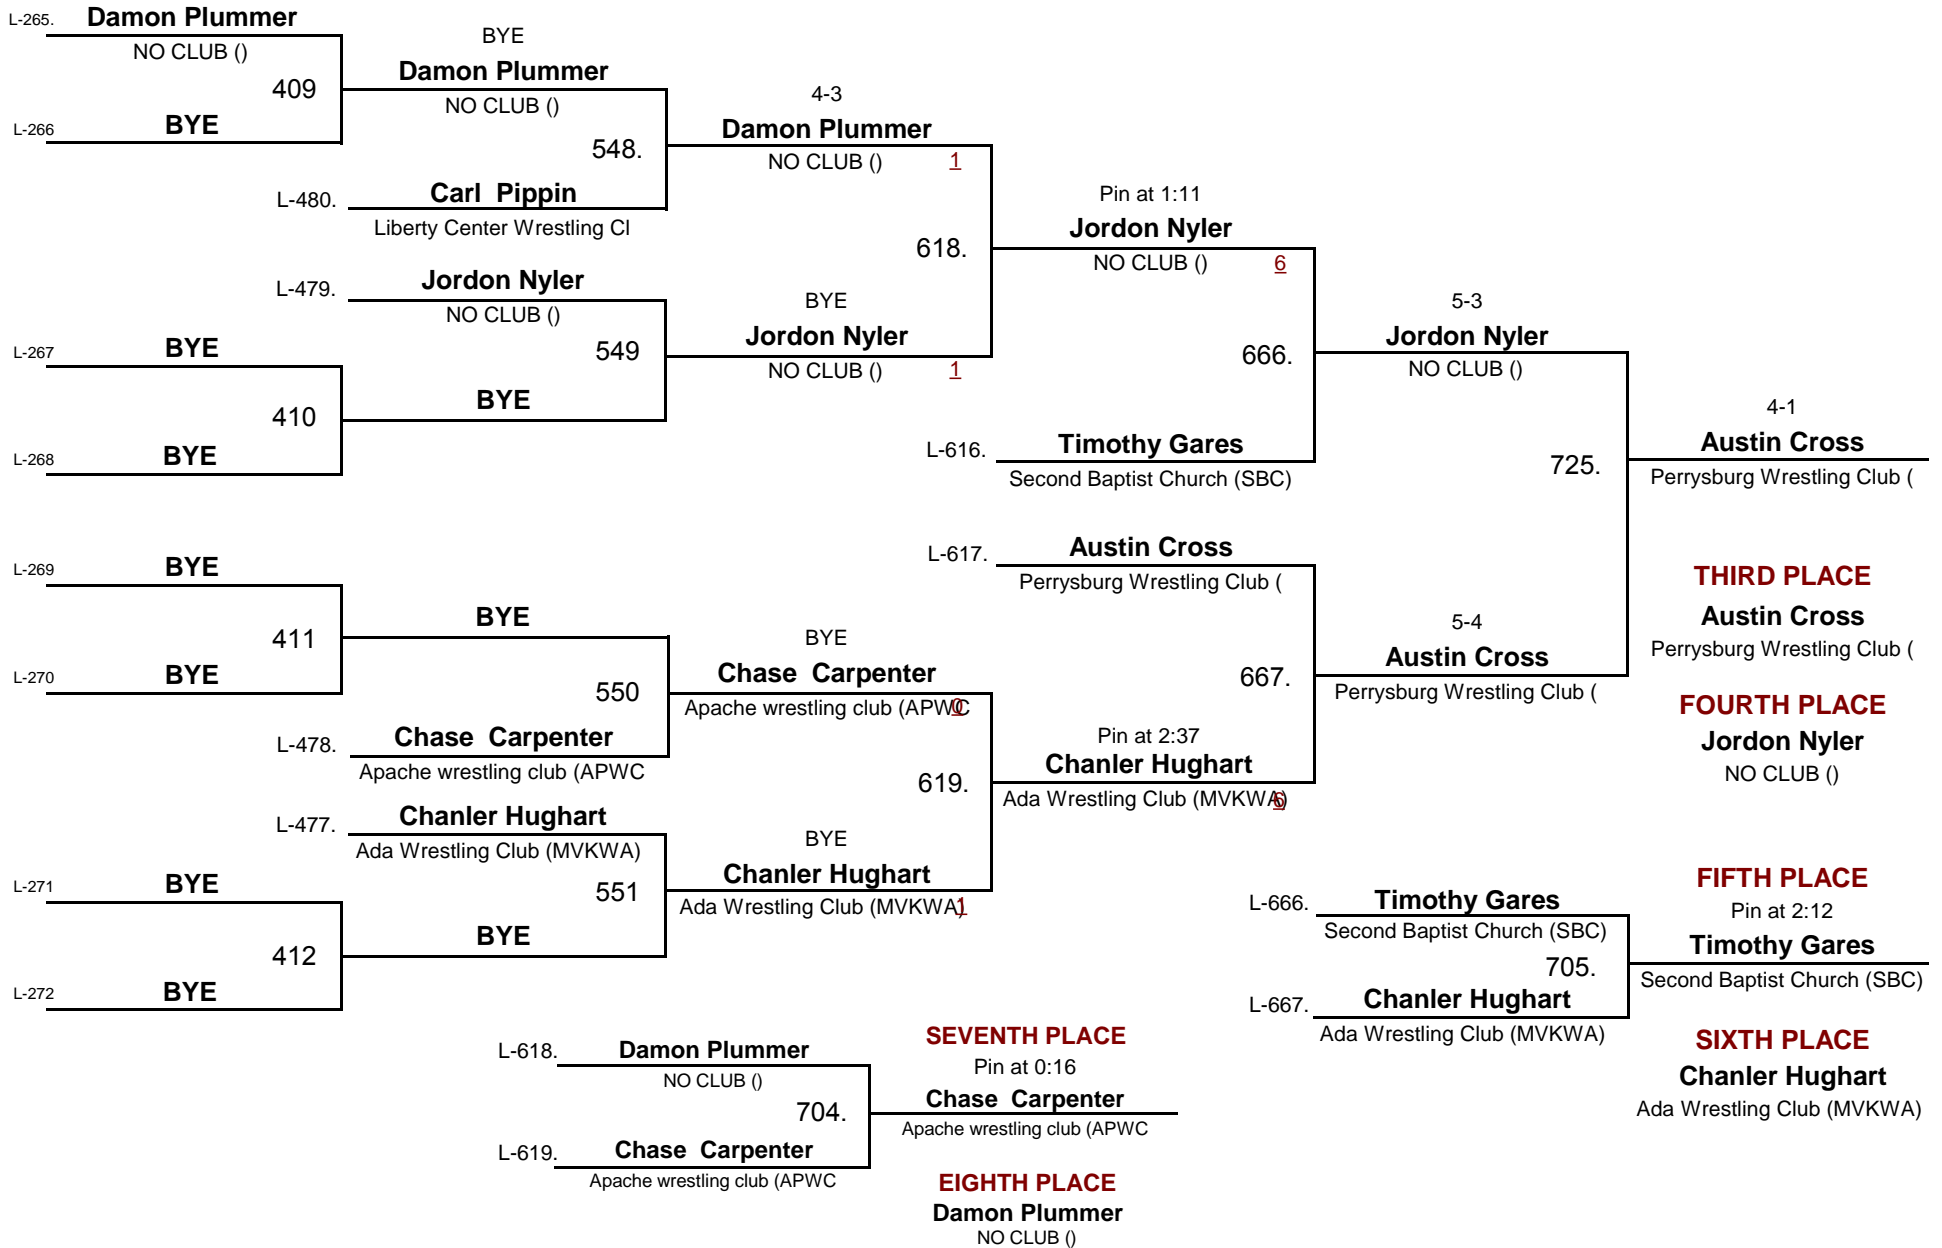 L-265. Damon Plummer
NO CLUB ()
409
L-266 BYE
BYE
Damon Plummer
NO CLUB ()
548.
L-480. Carl Pippin
Liberty Center Wrestling Cl
4-3
Damon Plummer
NO CLUB () 1
618.
L-479. Jordon Nyler
NO CLUB ()
549
L-267 BYE
410
L-268 BYE
BYE
BYE
Jordon Nyler
NO CLUB () 1
Pin at 1:11
Jordon Nyler
NO CLUB () 6
666.
L-616. Timothy Gares
Second Baptist Church (SBC)
5-3
Jordon Nyler
NO CLUB ()
725.
4-1
Austin Cross
Perrysburg Wrestling Club (
L-269 BYE
411
L-270 BYE
BYE
550
L-478. Chase Carpenter
Apache wrestling club (APWC
BYE
Chase Carpenter
Apache wrestling club (APWC 0
619.
L-477. Chanler Hughart
Ada Wrestling Club (MVKWA)
551
L-271 BYE
412
L-272 BYE
BYE
BYE
Chanler Hughart
Ada Wrestling Club (MVKWA) 1
L-617. Austin Cross
Perrysburg Wrestling Club (
667.
Pin at 2:37
Chanler Hughart
Ada Wrestling Club (MVKWA) 6
5-4
Austin Cross
Perrysburg Wrestling Club (
THIRD PLACE
Austin Cross
Perrysburg Wrestling Club (
FOURTH PLACE
Jordon Nyler
NO CLUB ()
L-666. Timothy Gares
Second Baptist Church (SBC)
705.
L-667. Chanler Hughart
Ada Wrestling Club (MVKWA)
FIFTH PLACE
Pin at 2:12
Timothy Gares
Second Baptist Church (SBC)
SIXTH PLACE
Chanler Hughart
Ada Wrestling Club (MVKWA)
L-618. Damon Plummer
NO CLUB ()
704.
L-619. Chase Carpenter
Apache wrestling club (APWC
SEVENTH PLACE
Pin at 0:16
Chase Carpenter
Apache wrestling club (APWC
EIGHTH PLACE
Damon Plummer
NO CLUB ()